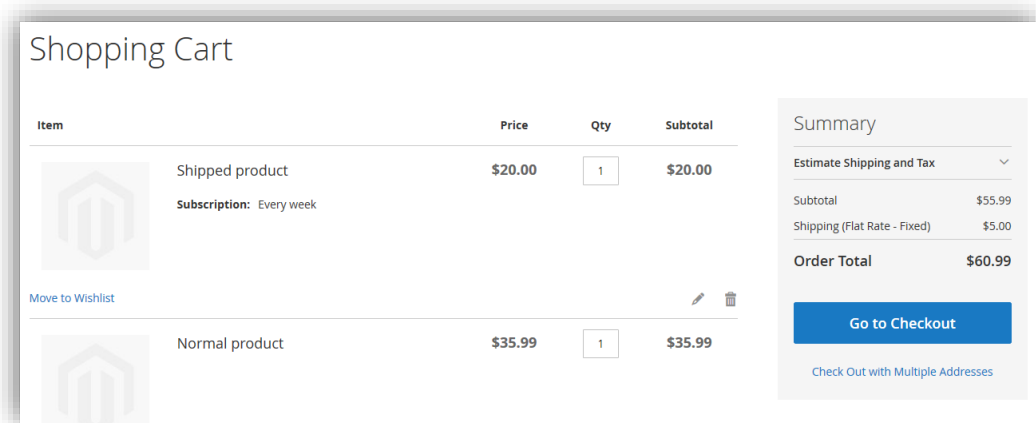 Shopping Cart
Item Price Qty Subtotal
Shipped product $20.00 1 $20.00
Subscription: Every week
Move to Wishlist
Normal product $35.99 1 $35.99
Summary
Estimate Shipping and Tax
Subtotal $55.99
Shipping (Flat Rate - Fixed) $5.00
Order Total $60.99
Go to Checkout
Check Out with Multiple Addresses